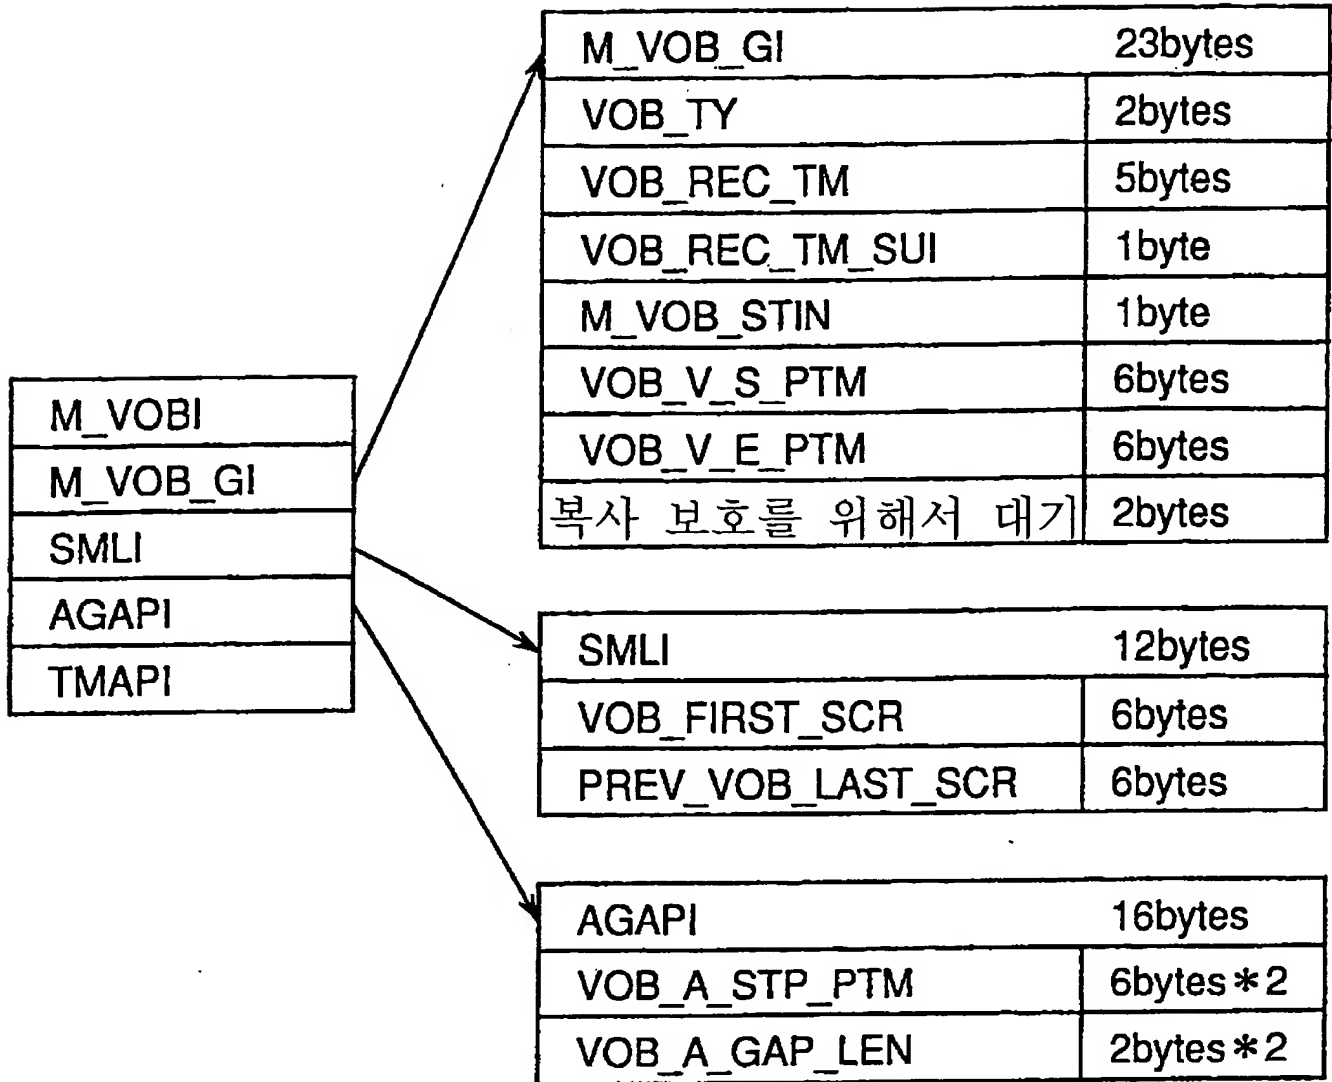 M_VOB_GI 23bytes
VOB_TY 2bytes
VOB_REC_TM 5bytes
VOB_REC_TM_SUI 1byte
M_VOB_STIN 1byte
VOB_V_S_PTM 6bytes
VOB_V_E_PTM 6bytes
복사 보호를 위해서 대기 2bytes
M_VOBI
M_VOB_GI
SMLI
AGAPI
TMAPI
SMLI 12bytes
VOB_FIRST_SCR 6bytes
PREV_VOB_LAST_SCR 6bytes
AGAPI 16bytes
VOB_A_STP_PTM 6bytes*2
VOB_A_GAP_LEN 2bytes*2